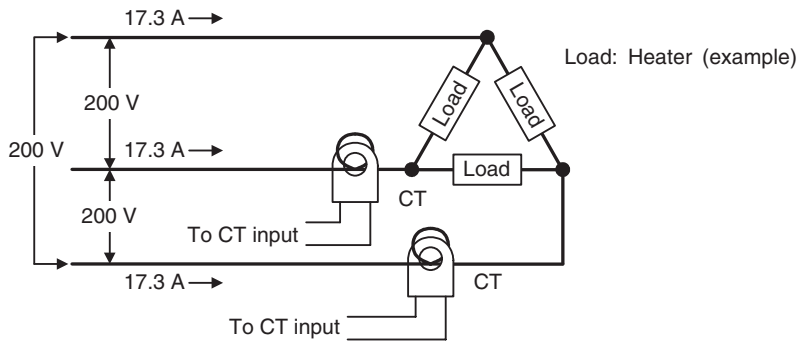 17.3 A
Load: Heater (example)
Load
Load
200 V
200 V
17.3 A
Load
CT
200 V
To CT input
17.3 A
CT
To CT input